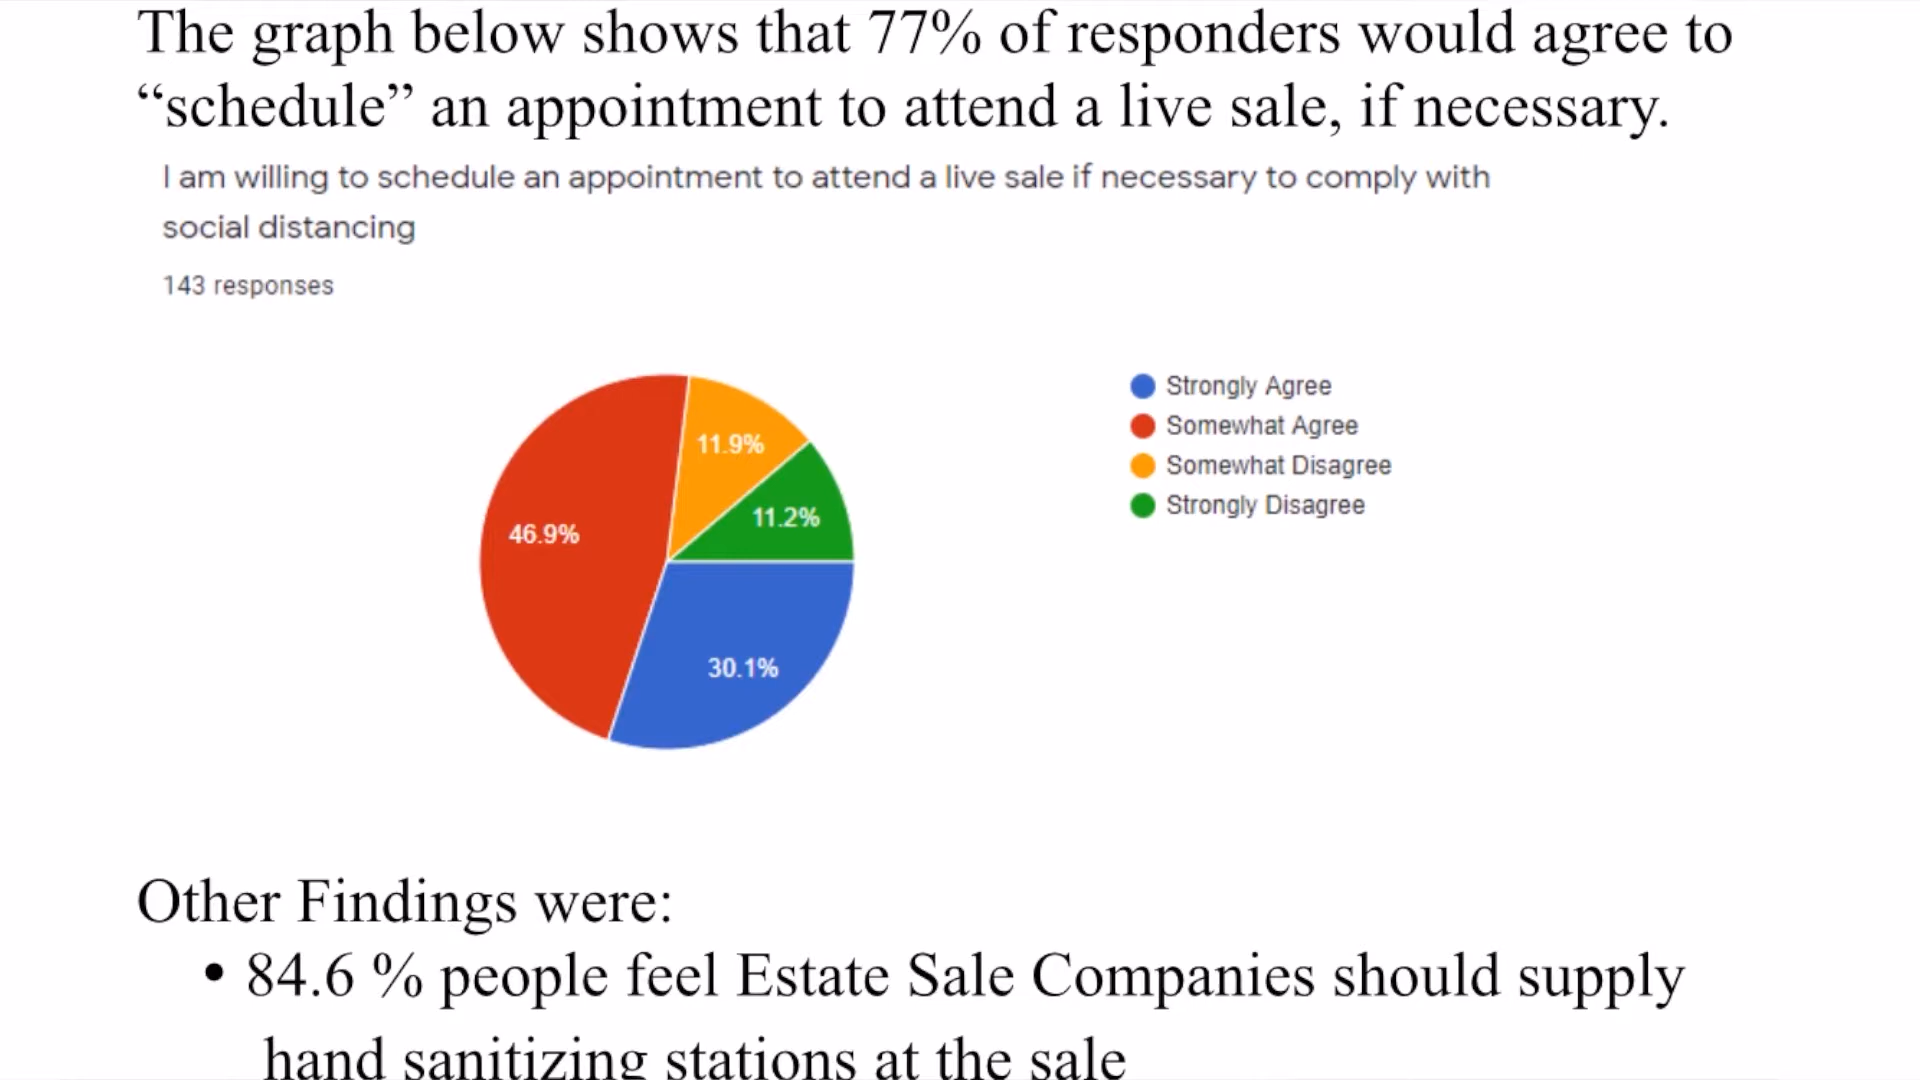 The graph below shows that 77% of responders would agree to
“schedule” an appointment to attend a live sale, if necessary.
I am willing to schedule an appointment to attend a live sale if necessary to comply with
social distancing
143 responses
Strongly Agree
Somewhat Agree
Somewhat Disagree
Strongly Disagree
11.9%
11.2%
46.9%
30.1%
Other Findings were:
• 84.6 % people feel Estate Sale Companies should supply
hand sanitizing stations at the sale